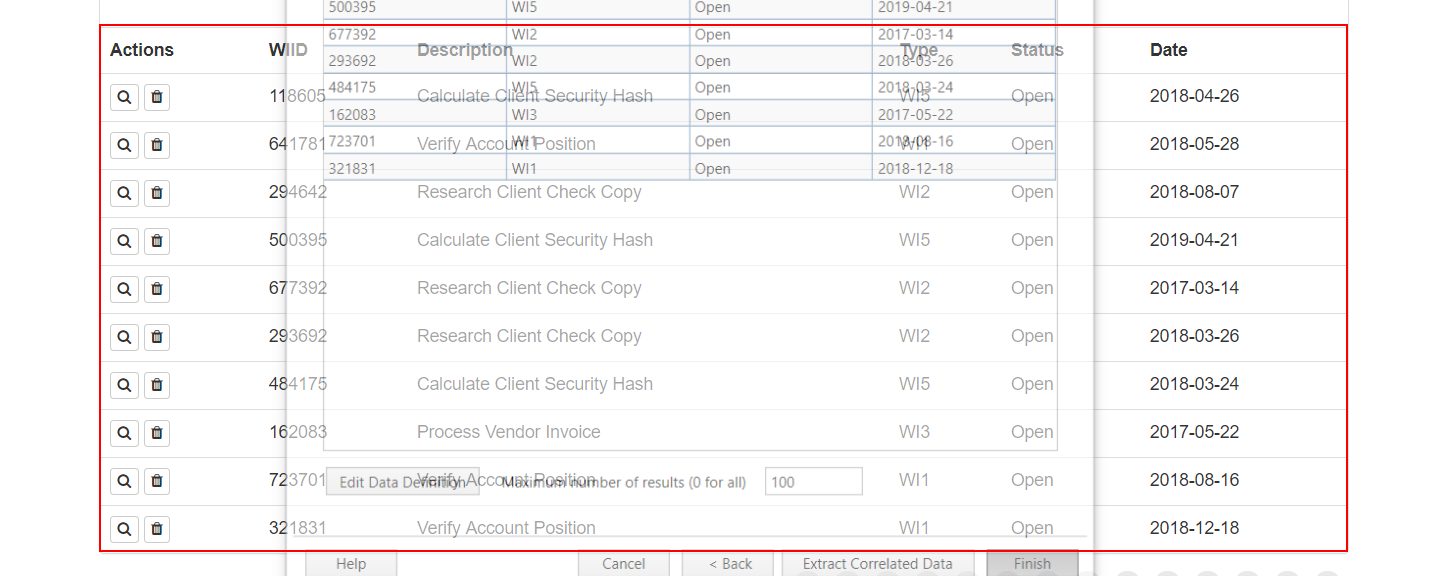 500395 WI5 Open 2019-04-21
677392 WI2 Open 2017-03-14
Actions WIID Description Type Status Date
293692 WI2 Open 2018-03-26
484175 WI5 Open 2018-03-24
118605 Calculate Client Security Hash WI5 Open 2018-04-26
162083 WI3 Open 2017-05-22
723701 WI1 Open 2018-08-16
641781 Verify Account Position WI1 Open 2018-05-28
321831 WI1 Open 2018-12-18
294642 Research Client Check Copy WI2 Open 2018-08-07
500395 Calculate Client Security Hash WI5 Open 2019-04-21
677392 Research Client Check Copy WI2 Open 2017-03-14
293692 Research Client Check Copy WI2 Open 2018-03-26
484175 Calculate Client Security Hash WI5 Open 2018-03-24
162083 Process Vendor Invoice WI3 Open 2017-05-22
723701 Verify Account Position WI1 Open 2018-08-16
Edit Data Definition Maximum number of results (0 for all) 100
321831 Verify Account Position WI1 Open 2018-12-18
Help Cancel < Back Extract Correlated Data Finish